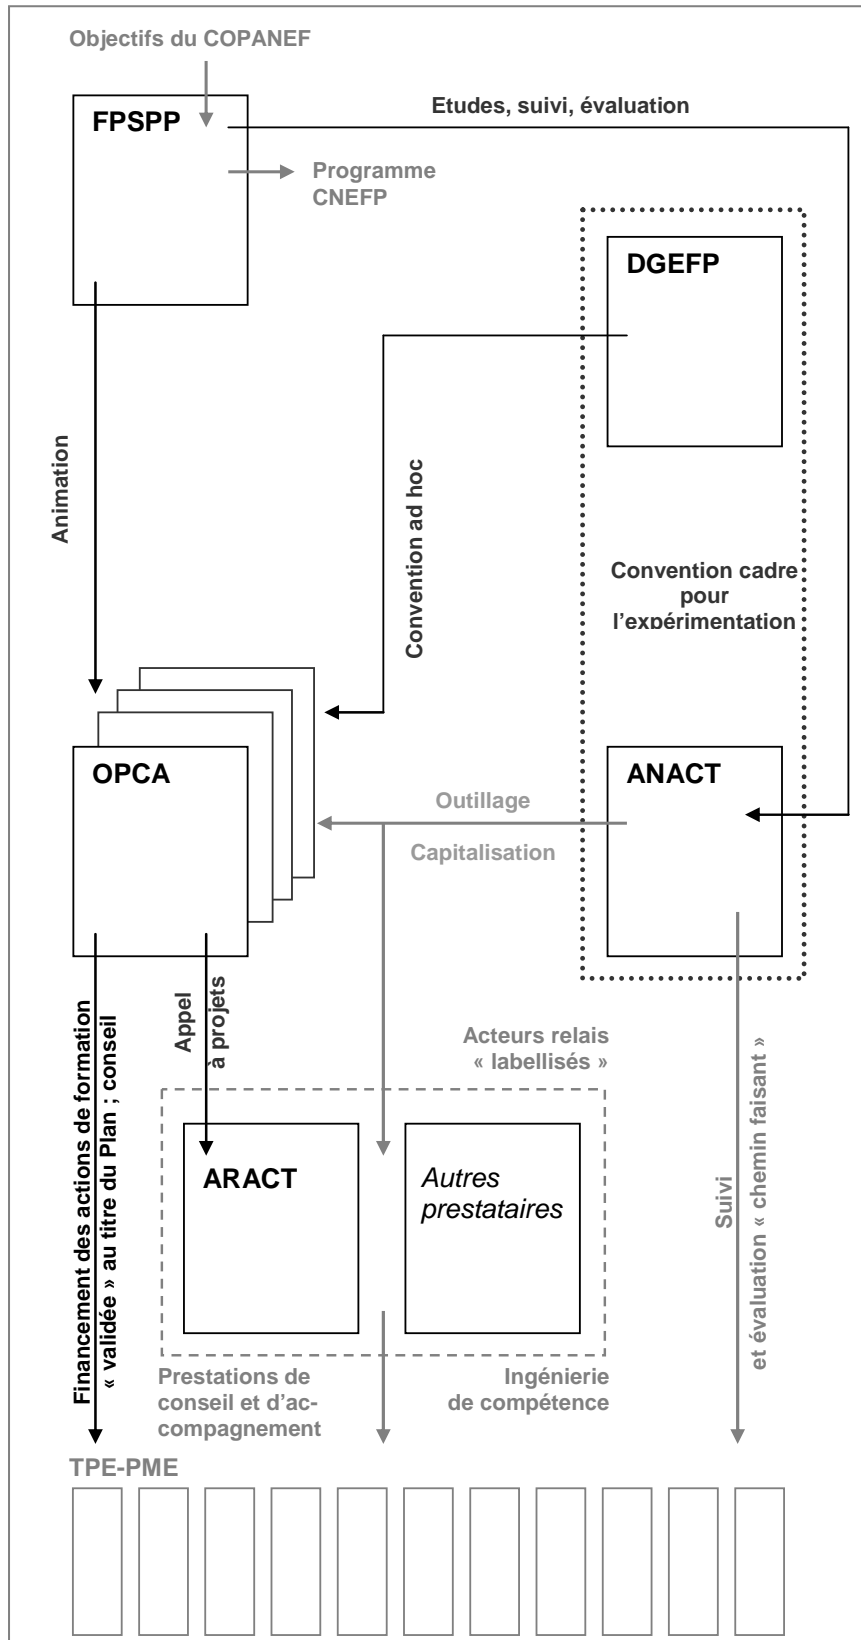 Objectifs du COPANEF
FPSPP
Etudes, suivi, évaluation
Programme
CNEFP
DGEFP
Animation
Convention ad hoc
Convention cadre
pour
l’expérimentation
OPCA
ANACT
Outillage
Capitalisation
Financement des actions de formation
« validée » au titre du Plan ; conseil
Appel
à projets
Acteurs relais
« labellisés »
ARACT
Autres
prestataires
Suivi
et évaluation « chemin faisant »
Prestations de
conseil et d’ac-
compagnement
Ingénierie
de compétence
TPE-PME